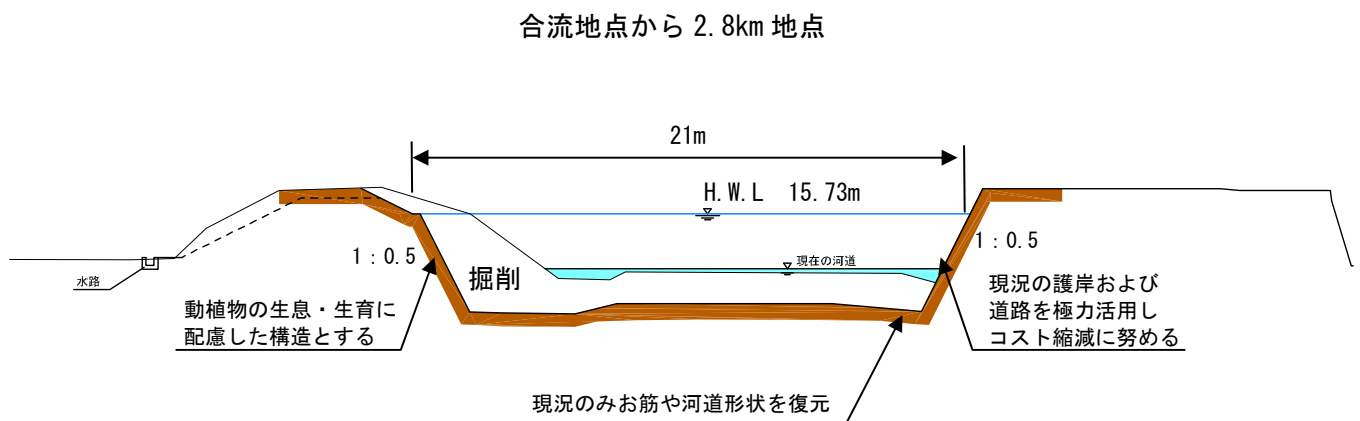 合流地点から 2.8km 地点
21m
H.W.L 15.73m
1：0.5
1：0.5
現在の河道
掘削
水路
動植物の生息・生育に
配慮した構造とする
現況の護岸および
道路を極力活用し
コスト縮減に努める
現況のみお筋や河道形状を復元